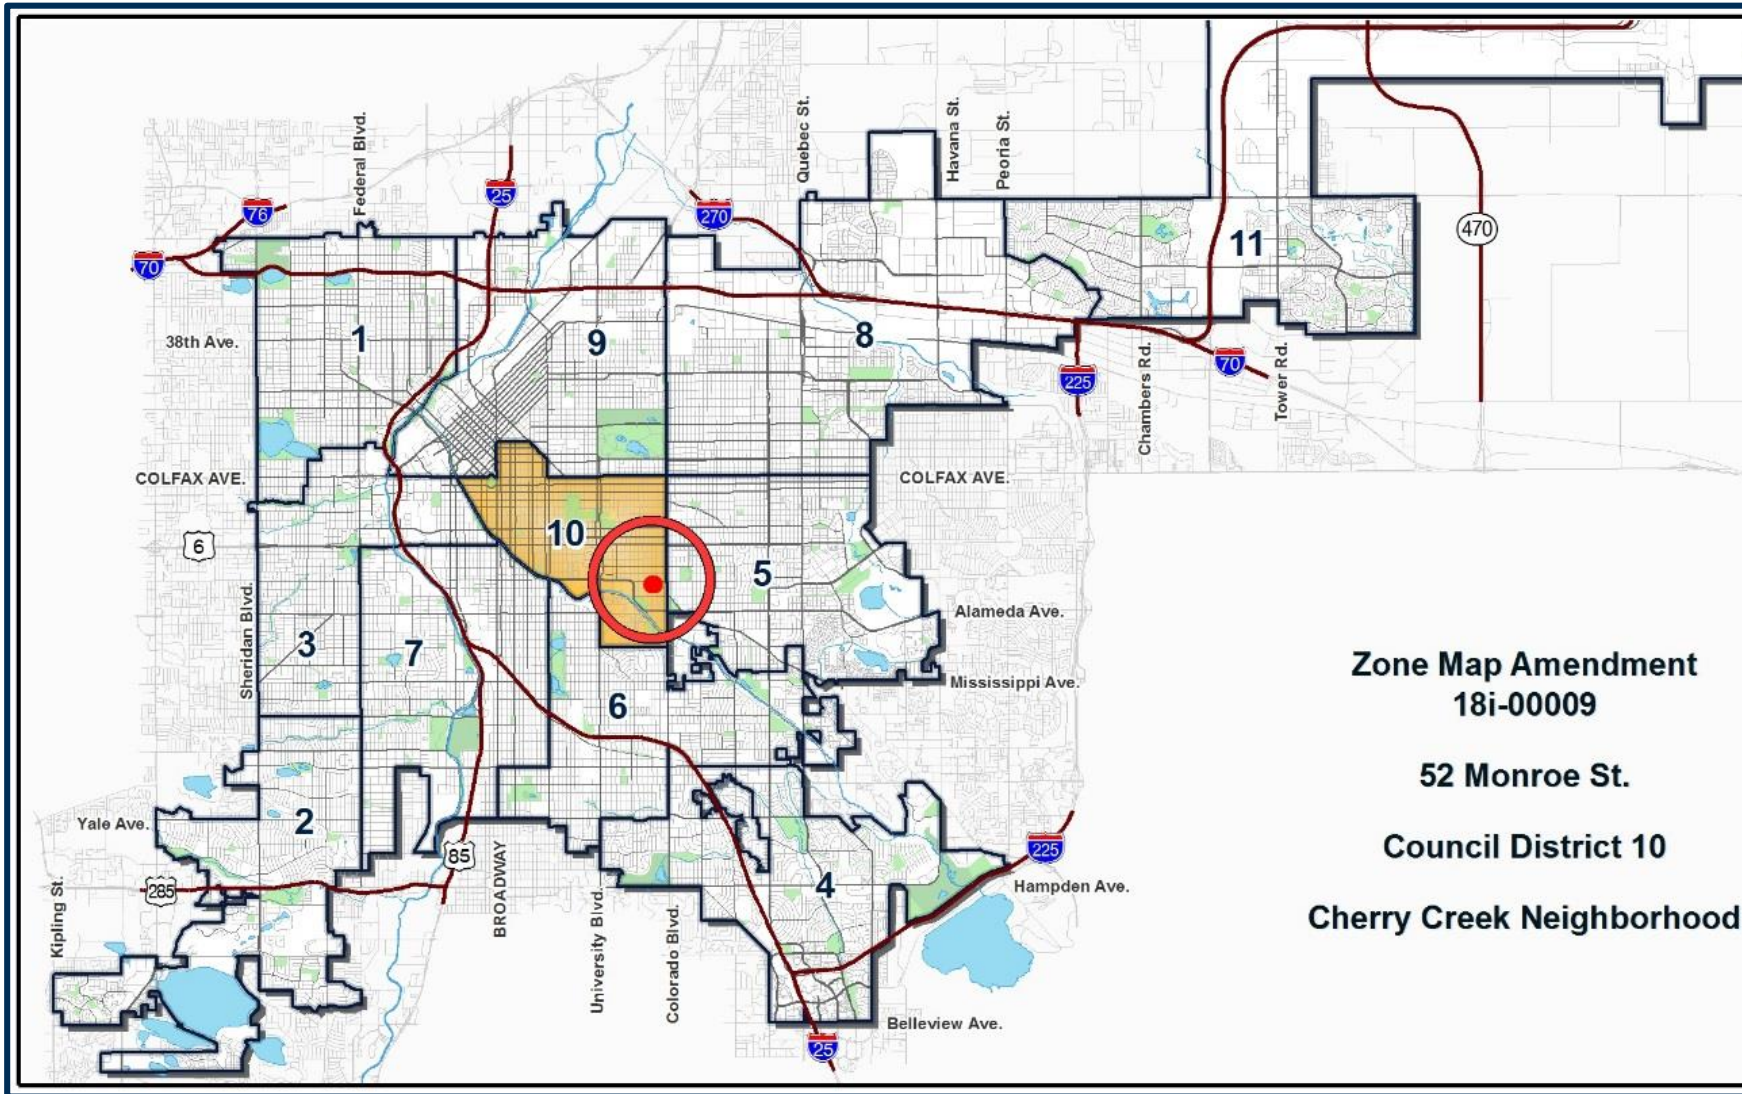 Federal Blvd.
Quebec St.
Havana St.
Peoria St.
25
76
270
70
470
11
38th Ave.
1
9
8
225
Chambers Rd.
70
Tower Rd.
COLFAX AVE.
COLFAX AVE.
6
10
5
Sheridan Blvd.
Alameda Ave.
3
7
Mississippi Ave.
6
Zone Map Amendment
18i-00009
52 Monroe St.
Council District 10
Cherry Creek Neighborhood
Yale Ave.
2
85
225
285
BROADWAY
4
Hampden Ave.
Kipling St.
University Blvd.
Colorado Blvd.
Belleview Ave.
25